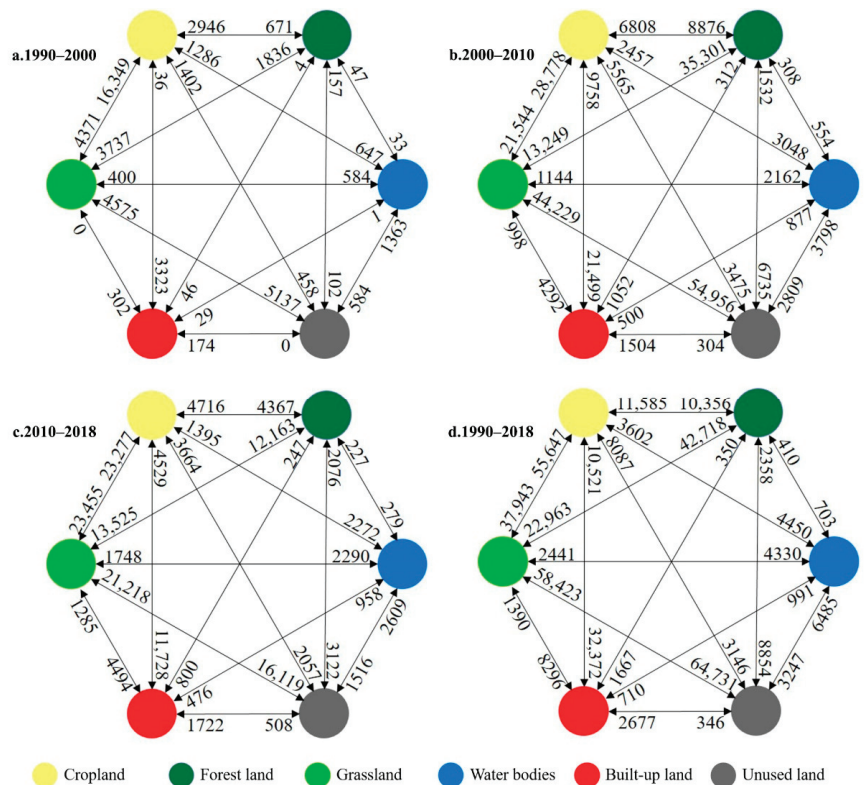 a.1990–2000
2946 671
1286 1836
16,349 36 1402 4 157 47
4371 3737 647 33
400 584
0 4575 1 1363
302 3323 46 29 5137 458 102 584
174 0
b.2000–2010
6808 8876
2457 35,301
28,778 9758 5565 312 1532 308
21,544 13,249 3048 554
1144 2162
998 44,229 877 3798
4292 21,499 1052 500 54,956 3475 6735 2809
1504 304
c.2010–2018
4716 4367
1395 12,163
23,277 4529 3664 247 2076 227
23,455 13,525 2272 279
1748 2290
1285 21,218 958 2609
4494 11,728 800 476 16,119 2057 3122 1516
1722 508
d.1990–2018
11,585 10,356
3602 42,718
55,647 10,521 8087 350 2358 410
37,943 22,963 4450 703
2441 4330
1390 58,423 991 6485
8296 32,372 1667 710 64,731 3146 8854 3247
2677 346
Cropland Forest land Grassland Water bodies Built-up land Unused land